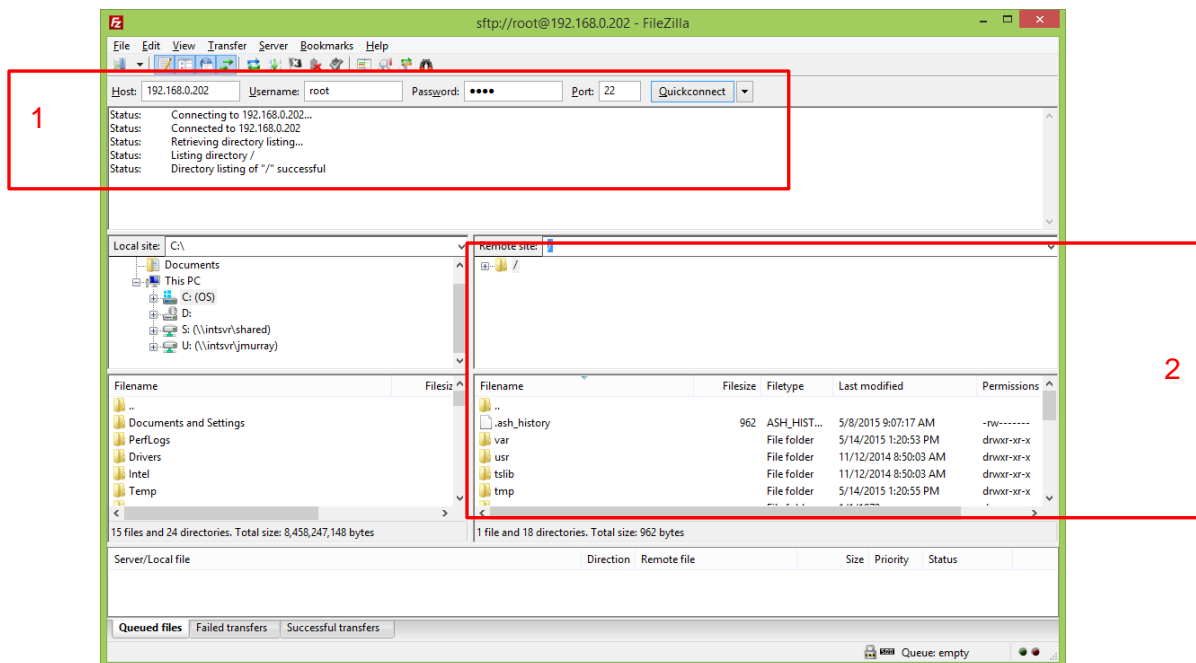 sftp://root@192.168.0.202 - FileZilla
File Edit View Transfer Server Bookmarks Help
Host: 192.168.0.202 Username: root Password: •••• Port: 22 Quickconnect
1
Status: Connecting to 192.168.0.202...
Status: Connected to 192.168.0.202
Status: Retrieving directory listing...
Status: Listing directory /
Status: Directory listing of "/" successful
Local site: C:\
Documents
This PC
C: (OS)
D:
S: (\\intsvr\shared)
U: (\\intsvr\jmurray)
Remote site: /
/
2
Filename Filesiz
..
Documents and Settings
PerfLogs
Drivers
Intel
Temp
15 files and 24 directories. Total size: 8,458,247,148 bytes
Filename Filesize Filetype Last modified Permissions
..
.ash_history 962 ASH_HIST... 5/8/2015 9:07:17 AM -rw-------
var File folder 5/14/2015 1:20:53 PM drwxr-xr-x
usr File folder 11/12/2014 8:50:03 AM drwxr-xr-x
tslib File folder 11/12/2014 8:50:03 AM drwxr-xr-x
tmp File folder 5/14/2015 1:20:55 PM drwxr-xr-x
1 file and 18 directories. Total size: 962 bytes
Server/Local file Direction Remote file Size Priority Status
Queued files Failed transfers Successful transfers
Queue: empty